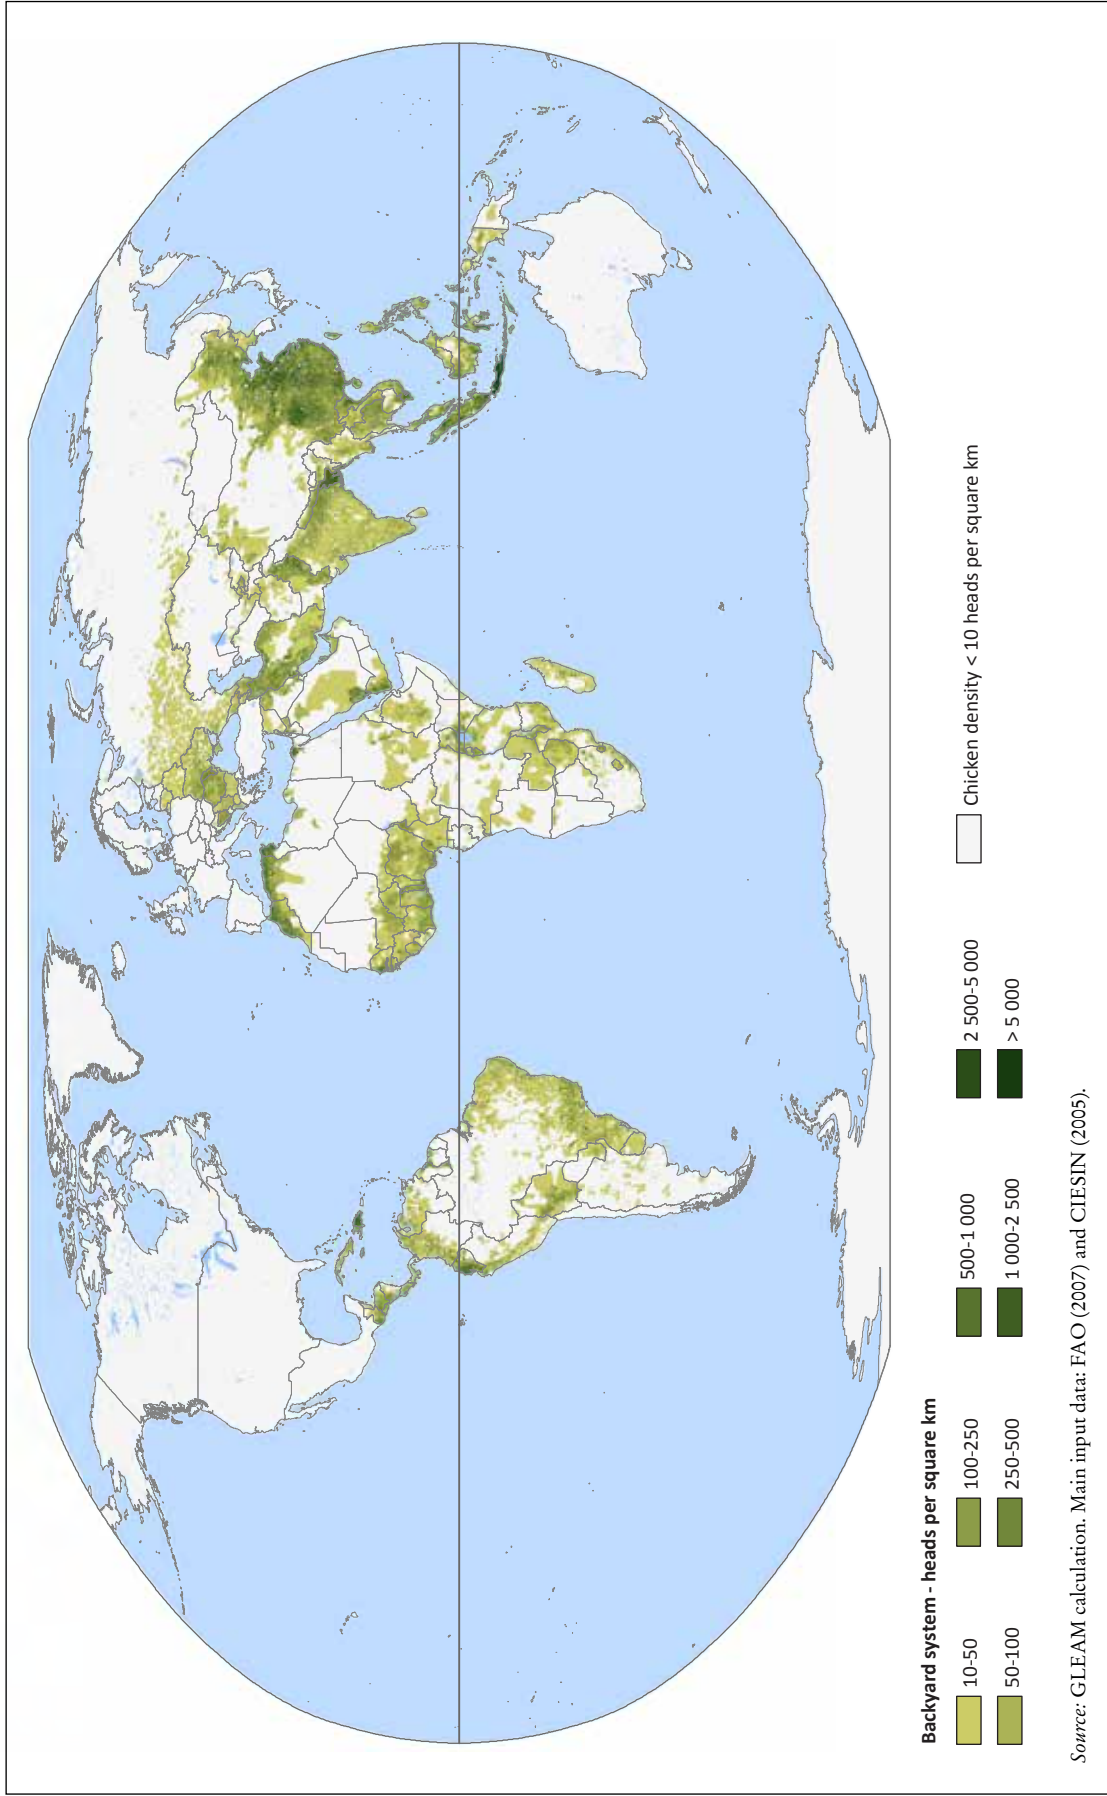 Backyard system - heads per square km
10-50
100-250
500-1 000
2 500-5 000
Chicken density < 10 heads per square km
50-100
250-500
1 000-2 500
> 5 000
Source: GLEAM calculation. Main input data: FAO (2007) and CIESIN (2005).